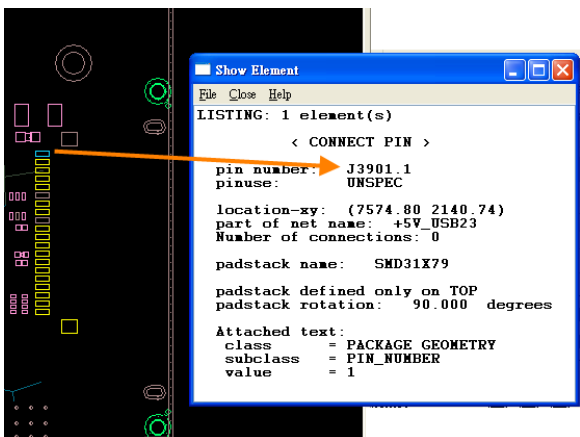 Show Element
File Close Help
LISTING: 1 element(s)
< CONNECT PIN >
pin number: J3901.1
pinuse: UNSPEC
location-xy: (7574.80 2140.74)
part of net name: +5V_USB23
Number of connections: 0
padstack name: SMD31X79
padstack defined only on TOP
padstack rotation: 90.000 degrees
Attached text:
class = PACKAGE GEOMETRY
subclass = PIN_NUMBER
value = 1